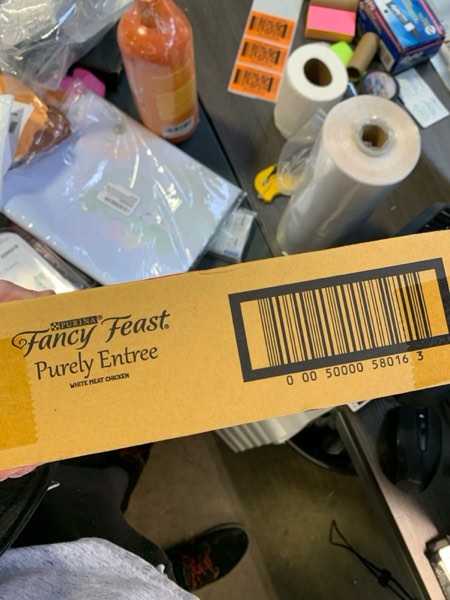 PURINA®
Fancy Feast®
Purely Entree
WHITE MEAT CHICKEN
0 00 50000 58016 3